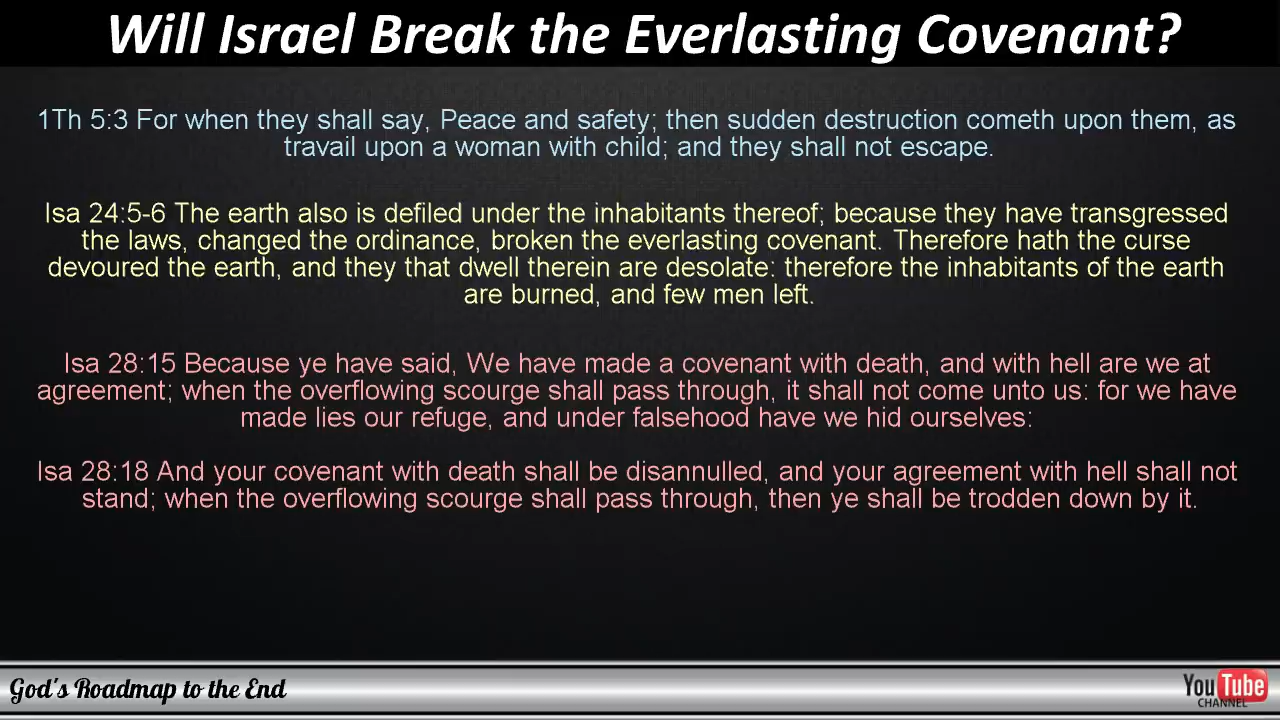 Will Israel Break the Everlasting Covenant?
1Th 5:3 For when they shall say, Peace and safety; then sudden destruction cometh upon them, as
travail upon a woman with child; and they shall not escape.
Isa 24:5-6 The earth also is defiled under the inhabitants thereof; because they have transgressed
the laws, changed the ordinance, broken the everlasting covenant. Therefore hath the curse
devoured the earth, and they that dwell therein are desolate: therefore the inhabitants of the earth
are burned, and few men left.
Isa 28:15 Because ye have said, We have made a covenant with death, and with hell are we at
agreement; when the overflowing scourge shall pass through, it shall not come unto us: for we have
made lies our refuge, and under falsehood have we hid ourselves:
Isa 28:18 And your covenant with death shall be disannulled, and your agreement with hell shall not
stand; when the overflowing scourge shall pass through, then ye shall be trodden down by it.
God's Roadmap to the End
YouTube
CHANNEL